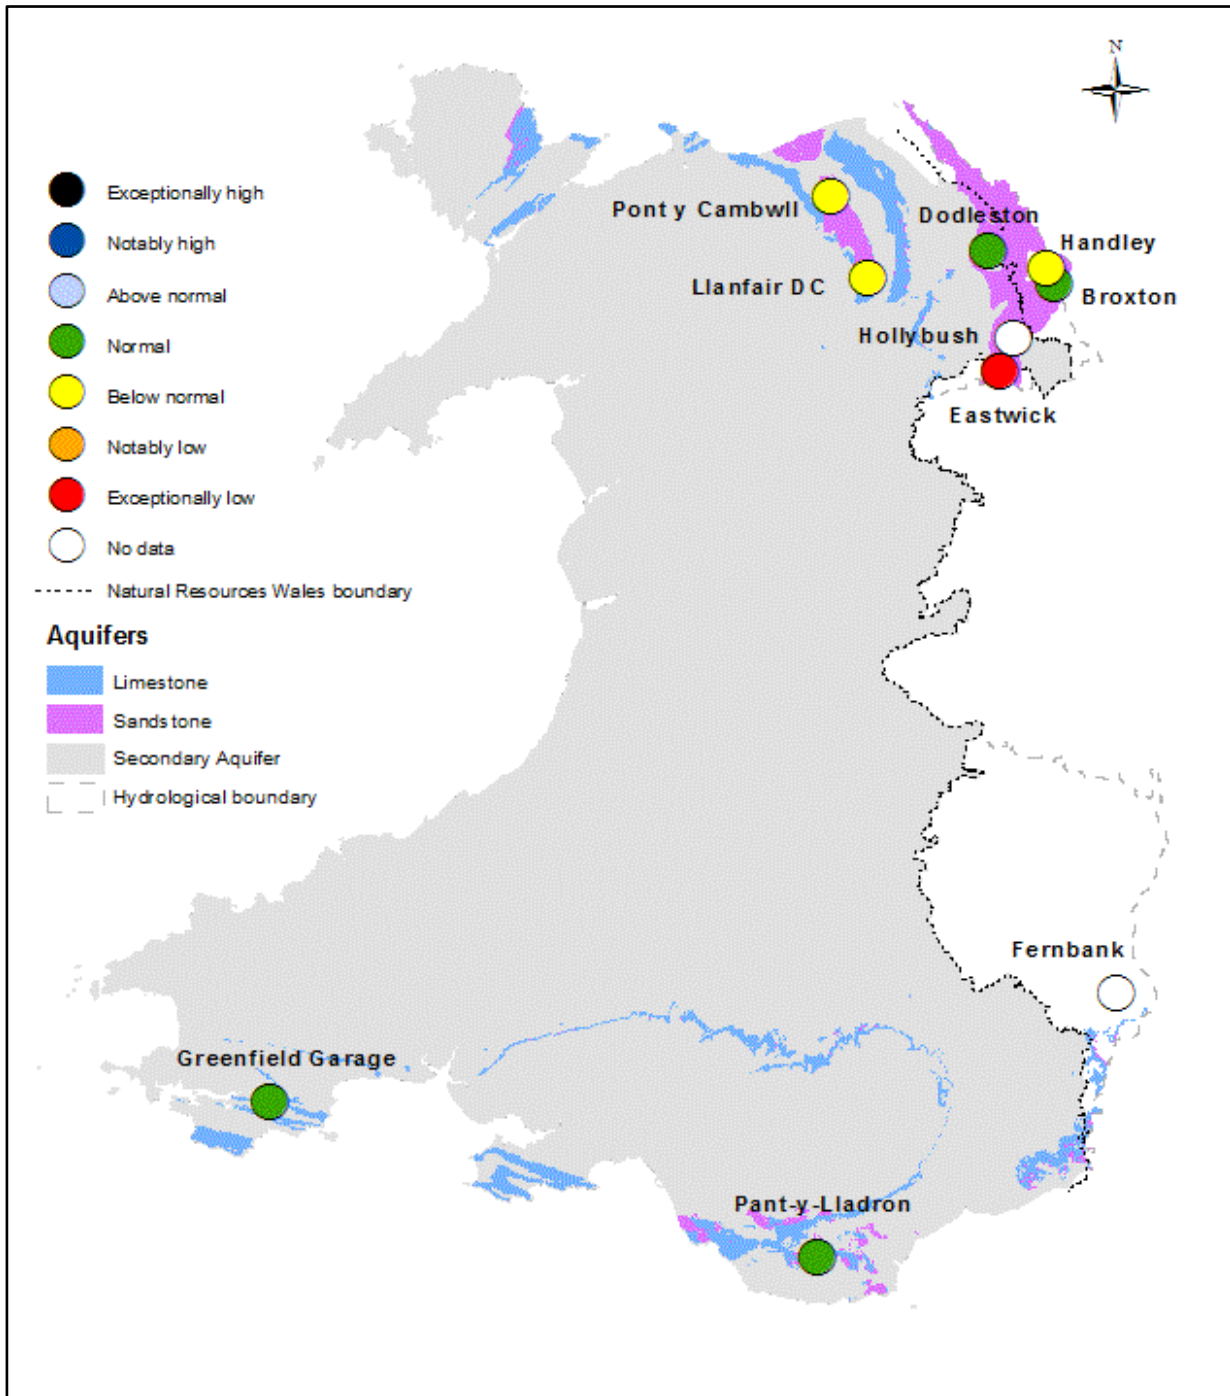 N
Exceptionally high
Notably high
Above normal
Normal
Below normal
Notably low
Exceptionally low
No data
Natural Resources Wales boundary
Aquifers
Limestone
Sandstone
Secondary Aquifer
Hydrological boundary
Pont y Cambwll
Dodleston
Handley
Llanfair DC
Broxton
Hollybush
Eastwick
Fernbank
Greenfield Garage
Pant-y-Lladron